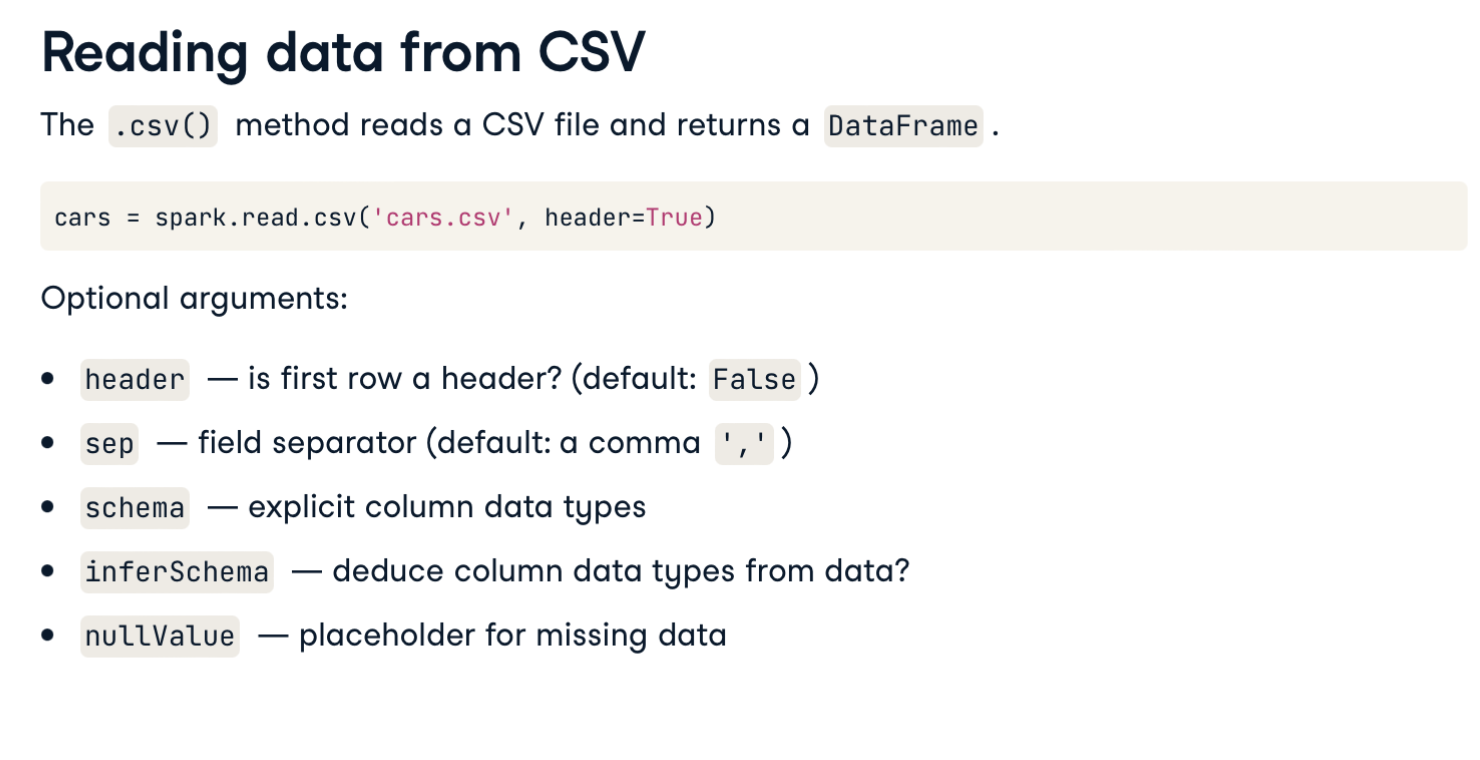 Reading data from CSV
The .csv() method reads a CSV file and returns a DataFrame .
cars = spark.read.csv('cars.csv', header=True)
Optional arguments:
• header — is first row a header? (default: False )
• sep — field separator (default: a comma ',' )
• schema — explicit column data types
• inferSchema — deduce column data types from data?
• nullValue — placeholder for missing data